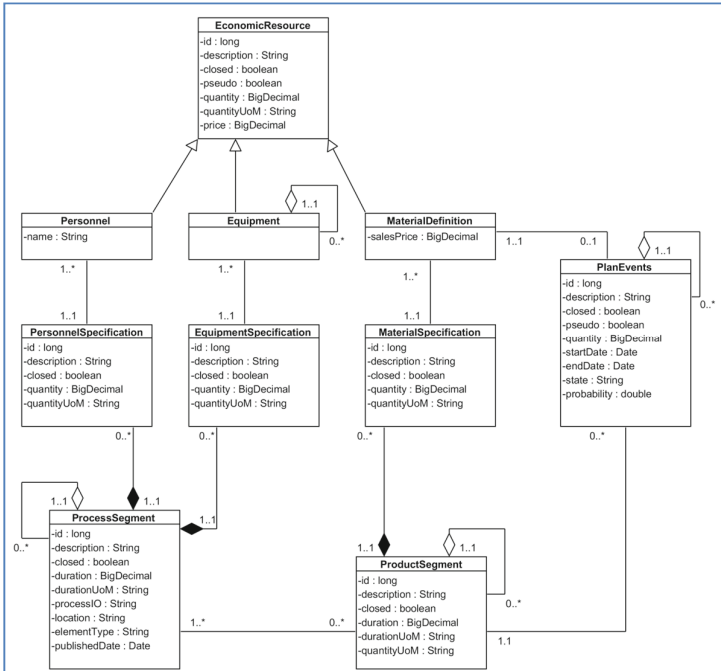 EconomicResource
-id : long
-description : String
-closed : boolean
-pseudo : boolean
-quantity : BigDecimal
-quantityUoM : String
-price : BigDecimal
Personnel
-name : String
Equipment
1..1
0..*
MaterialDefinition
-salesPrice : BigDecimal
1..1
0..1
1..1
0..*
PlanEvents
-id : long
-description : String
-closed : boolean
-pseudo : boolean
-quantity : BigDecimal
-startDate : Date
-endDate : Date
-state : String
-probability : double
1..*
1..1
1..*
1..1
1..*
1..1
PersonnelSpecification
-id : long
-description : String
-closed : boolean
-quantity : BigDecimal
-quantityUoM : String
EquipmentSpecification
-id : long
-description : String
-closed : boolean
-quantity : BigDecimal
-quantityUoM : String
MaterialSpecification
-id : long
-description : String
-closed : boolean
-quantity : BigDecimal
-quantityUoM : String
0..*
0..*
0..*
0..*
1..1
1..1
1..1
0..*
ProcessSegment
-id : long
-description : String
-closed : boolean
-duration : BigDecimal
-durationUoM : String
-processIO : String
-location : String
-elementType : String
-publishedDate : Date
1..1
1..1
0..*
ProductSegment
-id : long
-description : String
-closed : boolean
-duration : BigDecimal
-durationUoM : String
-quantityUoM : String
1..*
0..*
1.1